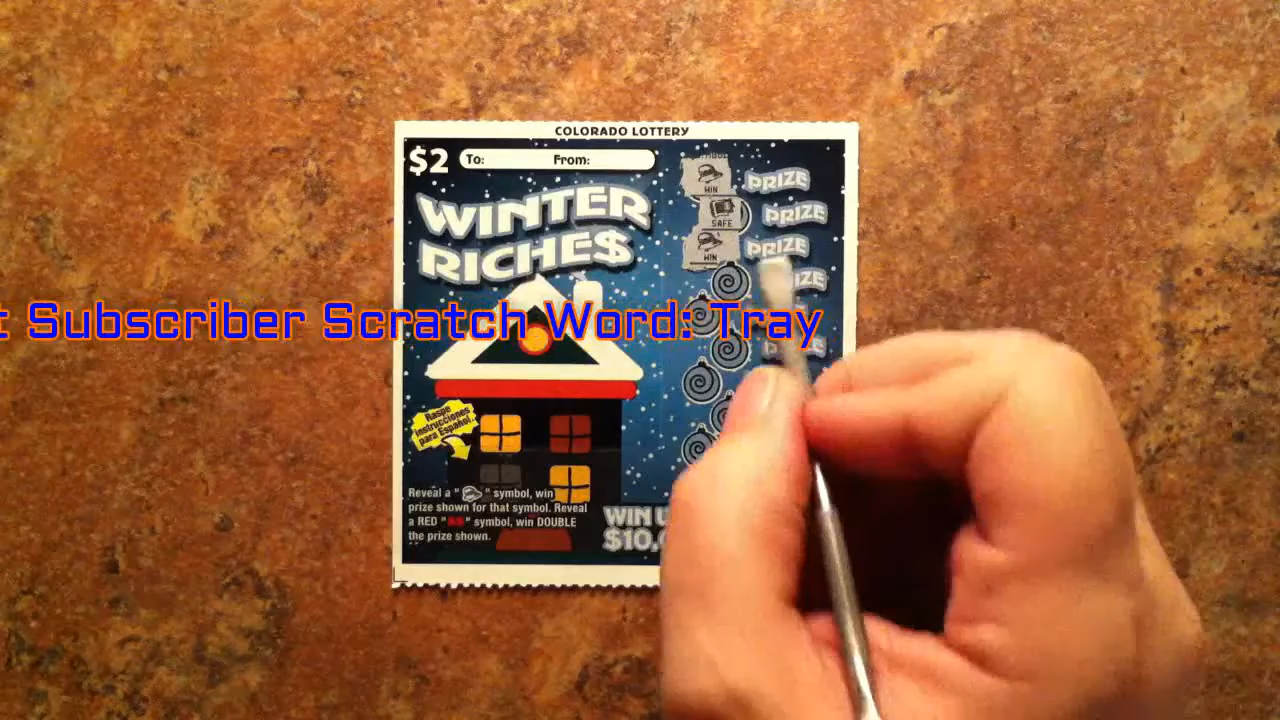 COLORADO LOTTERY
$2 To: From:
WINTER
RICHE$
WIN
PRIZE
SAFE
PRIZE
WIN
PRIZE
t Subscriber Scratch Word: Tray
Raspe
instrucciones
para Español.
Reveal a " " symbol, win
prize shown for that symbol. Reveal
a RED " " symbol, win DOUBLE
the prize shown.
WIN U
$10,